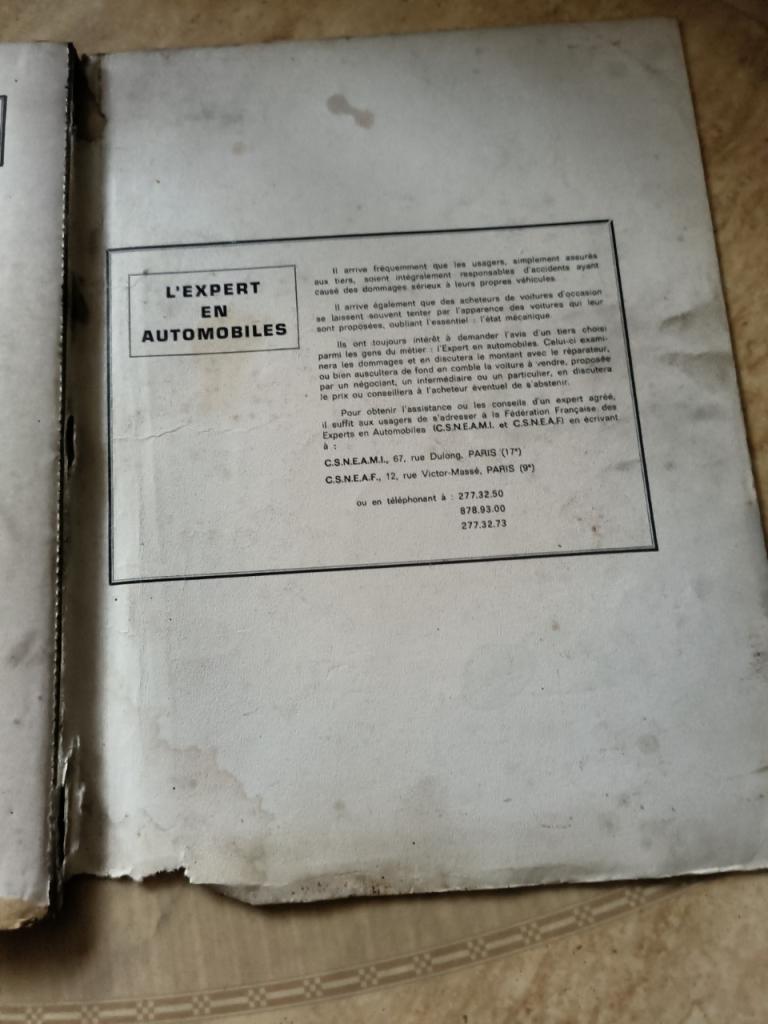 L'EXPERT
EN
AUTOMOBILES
Il arrive fréquemment que les usagers, simplement assurés
aux tiers, soient intégralement responsables d'accidents ayant
causé des dommages sérieux à leurs propres véhicules.
Il arrive également que des acheteurs de voitures d'occasion
se laissent souvent tenter par l'apparence des voitures qui leur
sont proposées, oubliant l'essentiel : l'état mécanique.
Ils ont toujours intérêt à demander l'avis d'un tiers choisi
parmi les gens du métier : l'Expert en automobiles. Celui-ci exami-
nera les dommages et en discutera le montant avec le réparateur,
ou bien auscultera de fond en comble la voiture à vendre, proposée
par un négociant, un intermédiaire ou un particulier, en discutera
le prix ou conseillera à l'acheteur éventuel de s'abstenir.
Pour obtenir l'assistance ou les conseils d'un expert agréé,
il suffit aux usagers de s'adresser à la Fédération Française des
Experts en Automobiles (C.S.N.E.A.M.I. et C.S.N.E.A.F) en écrivant
à :
C.S.N.E.A.M.I., 67, rue Dulong, PARIS (17°)
C.S.N.E.A.F., 12, rue Victor-Massé, PARIS (9°)
ou en téléphonant à : 277.32.50
878.93.00
277.32.73